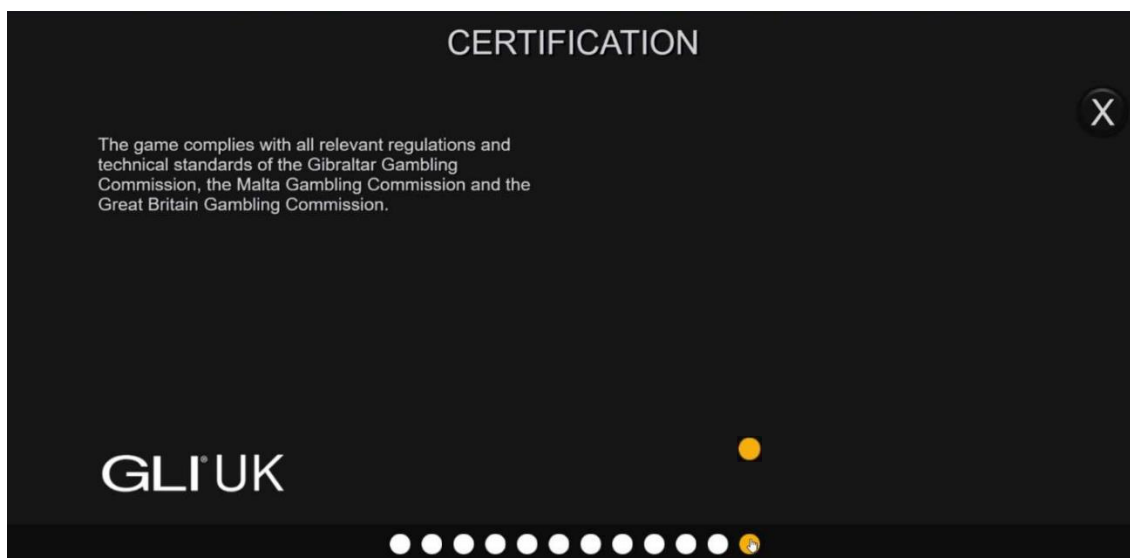 CERTIFICATION
X
The game complies with all relevant regulations and
technical standards of the Gibraltar Gambling
Commission, the Malta Gambling Commission and the
Great Britain Gambling Commission.
GLI® UK